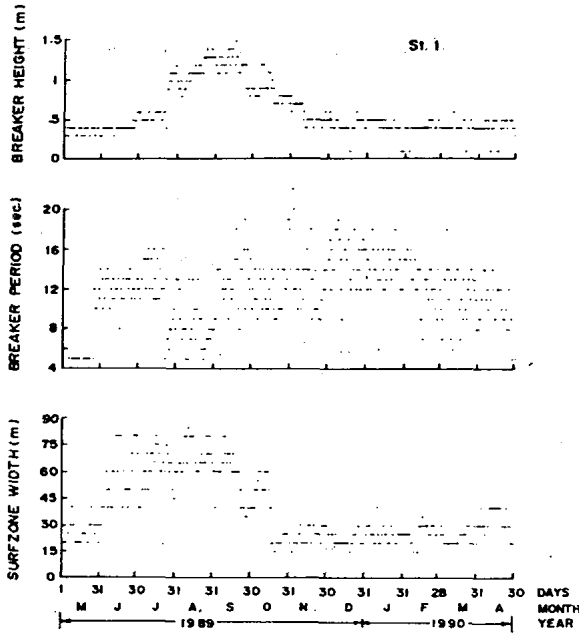 St. 1
BREAKER HEIGHT (m)
1.5
1
.5
0
BREAKER PERIOD (sec.)
20
16
12
8
4
SURFZONE WIDTH (m)
90
75
60
45
30
15
0
1 31 30 31 31 30 31 30 31 31 28 31 30 DAYS
M J J A. S O N. D J F M A MONTH
1989 1990 YEAR